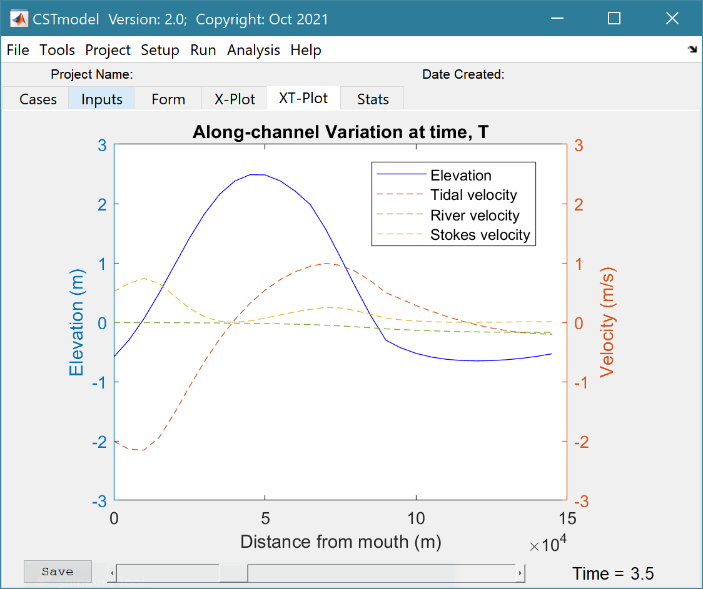 CSTmodel Version: 2.0; Copyright: Oct 2021
File Tools Project Setup Run Analysis Help
Project Name: Date Created:
Cases Inputs Form X-Plot XT-Plot Stats
Along-channel Variation at time, T
3
2
1
0
-1
-2
-3
Elevation (m)
Elevation
Tidal velocity
River velocity
Stokes velocity
3
2
1
0
-1
-2
-3
Velocity (m/s)
0 5 10 15
Distance from mouth (m)
×10⁴
Save
Time = 3.5